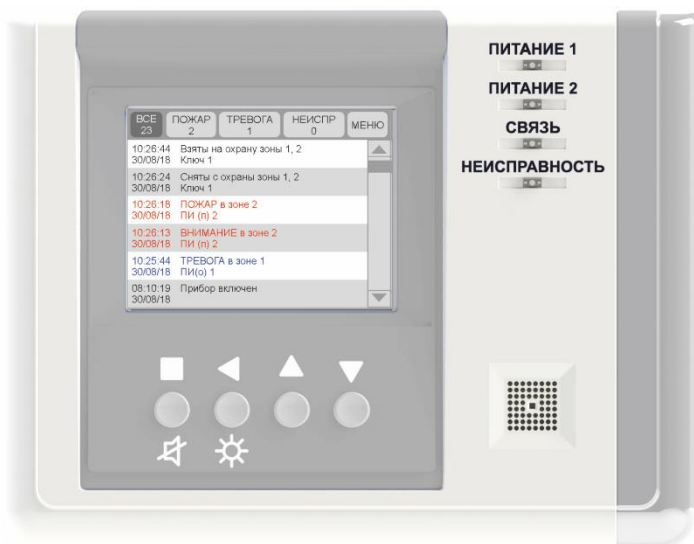 ВСЕ 23
ПОЖАР 2
ТРЕВОГА 1
НЕИСПР 0
МЕНЮ
10:26:44 Взяты на охрану зоны 1, 2
30/08/18 Ключ 1
10:26:24 Сняты с охраны зоны 1, 2
30/08/18 Ключ 1
10:26:18 ПОЖАР в зоне 2
30/08/18 ПИ (п) 2
10:26:13 ВНИМАНИЕ в зоне 2
30/08/18 ПИ (п) 2
10:25:44 ТРЕВОГА в зоне 1
30/08/18 ПИ(о) 1
08:10:19 Прибор включен
30/08/18
ПИТАНИЕ 1
ПИТАНИЕ 2
СВЯЗЬ
НЕИСПРАВНОСТЬ